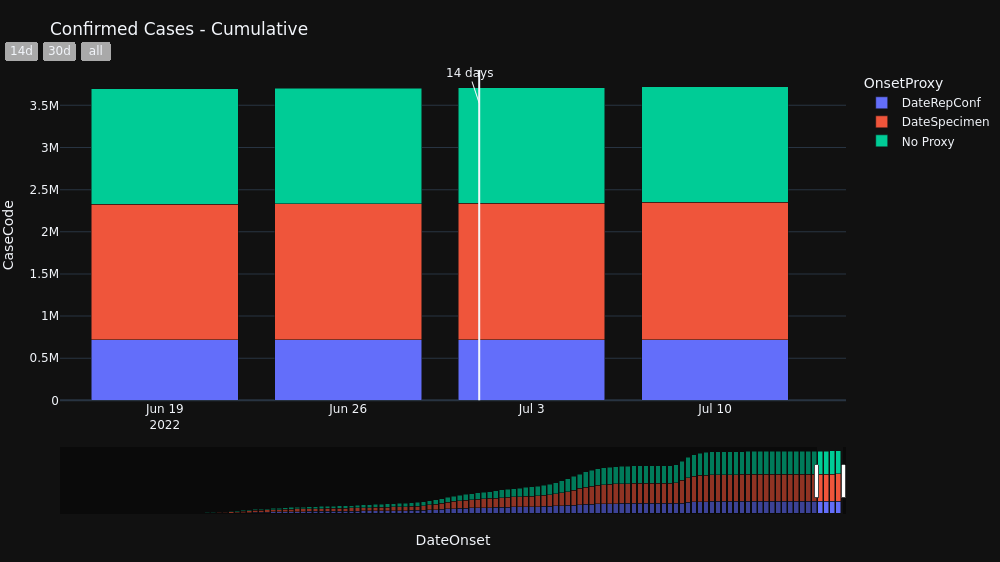 Confirmed Cases - Cumulative
14d 30d all
14 days
OnsetProxy
DateRepConf
DateSpecimen
No Proxy
CaseCode
3.5M
3M
2.5M
2M
1.5M
1M
0.5M
0
Jun 19 Jun 26 Jul 3 Jul 10
2022
DateOnset